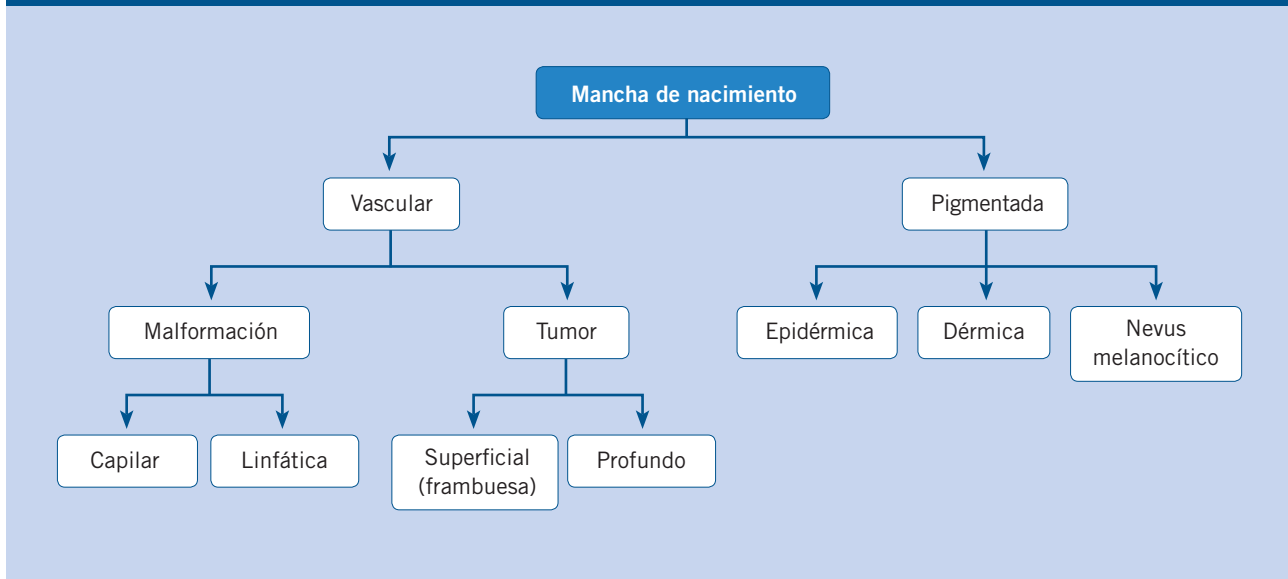 Mancha de nacimiento
Vascular
Pigmentada
Malformación
Tumor
Epidérmica
Dérmica
Nevus
melanocítico
Capilar
Linfática
Superficial
(frambuesa)
Profundo